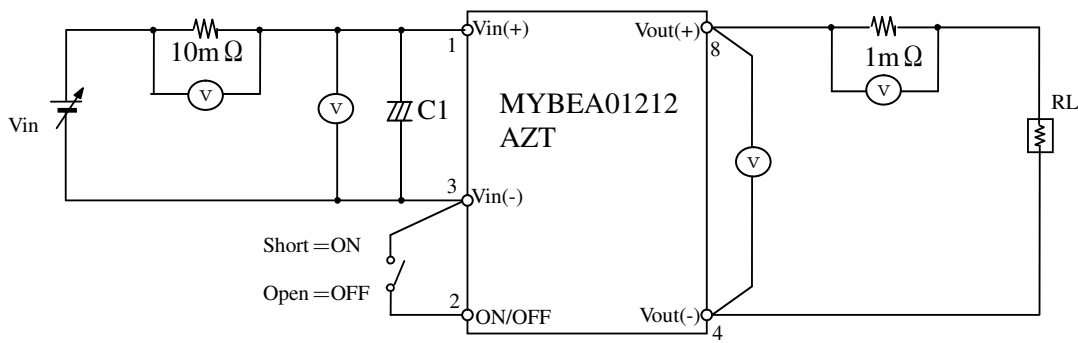 Vin
10mΩ
V
V
C1
1
Vin(+)
MYBEA01212
AZT
3
Vin(-)
Short=ON
Open=OFF
2
ON/OFF
Vout(+)
8
V
Vout(-)
4
1mΩ
V
RL